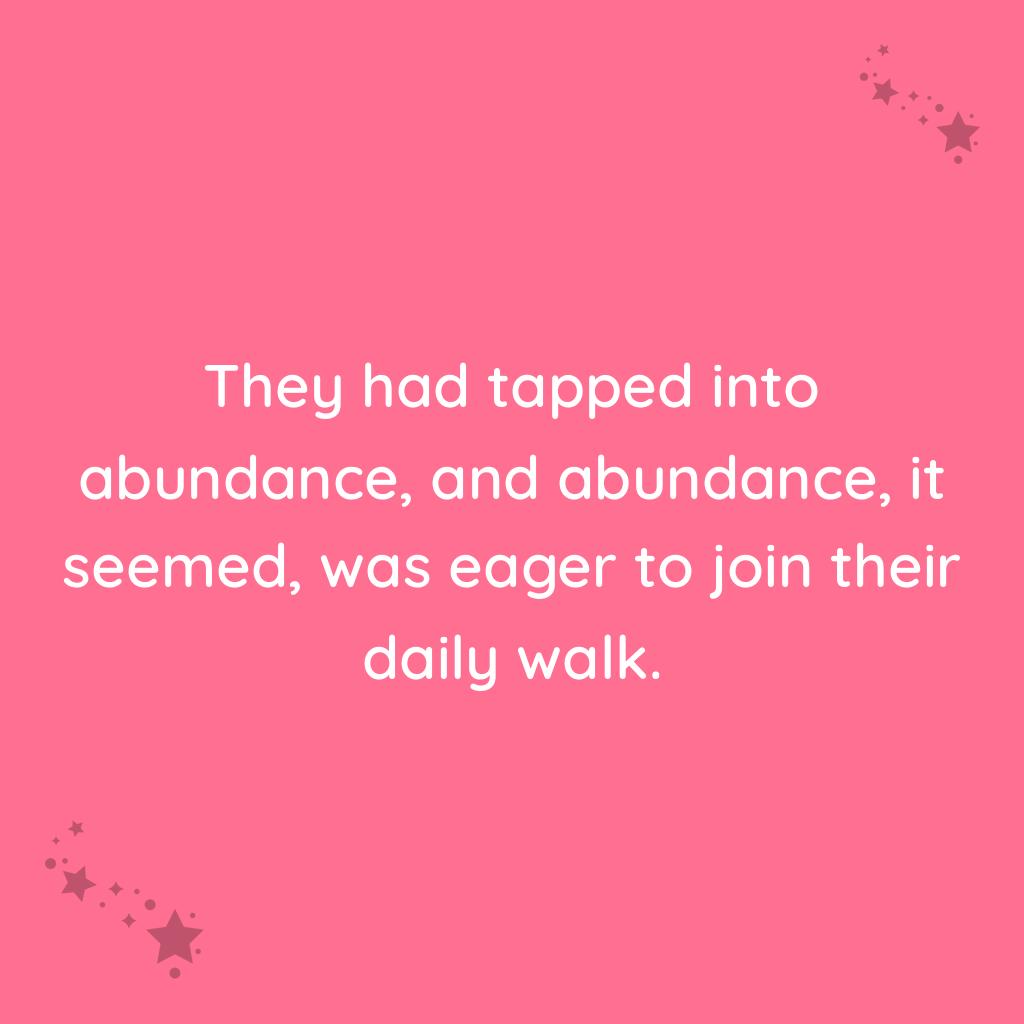 They had tapped into
abundance, and abundance, it
seemed, was eager to join their
daily walk.